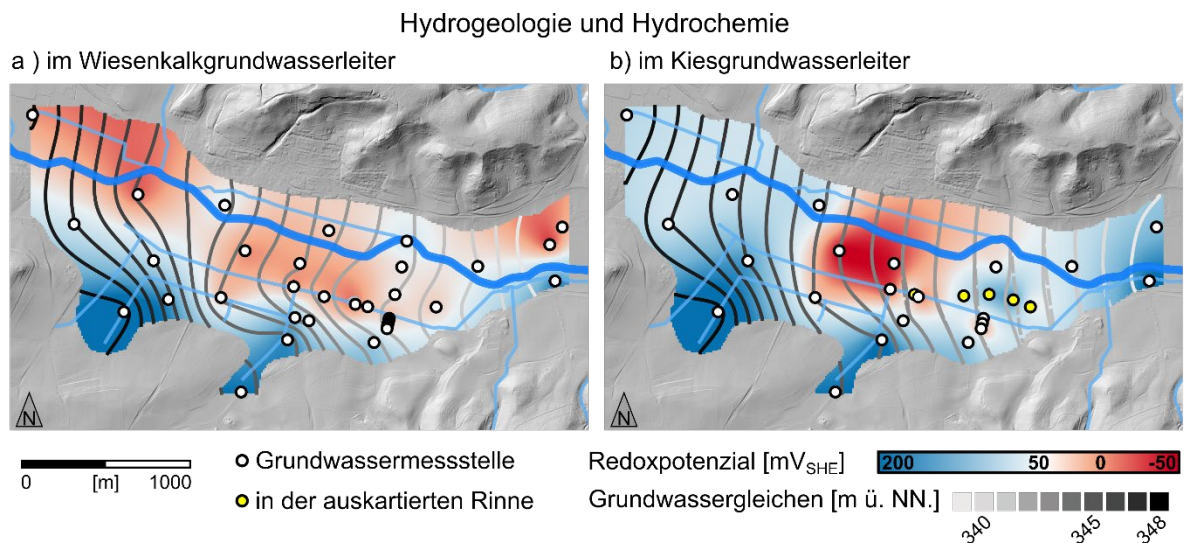 Hydrogeologie und Hydrochemie
a ) im Wiesenkalkgrundwasserleiter
b) im Kiesgrundwasserleiter
N
N
0 [m] 1000
Grundwassermessstelle
in der auskartierten Rinne
Redoxpotenzial [mVSHE]
200 50 0 -50
Grundwassergleichen [m ü. NN.]
340 345 348